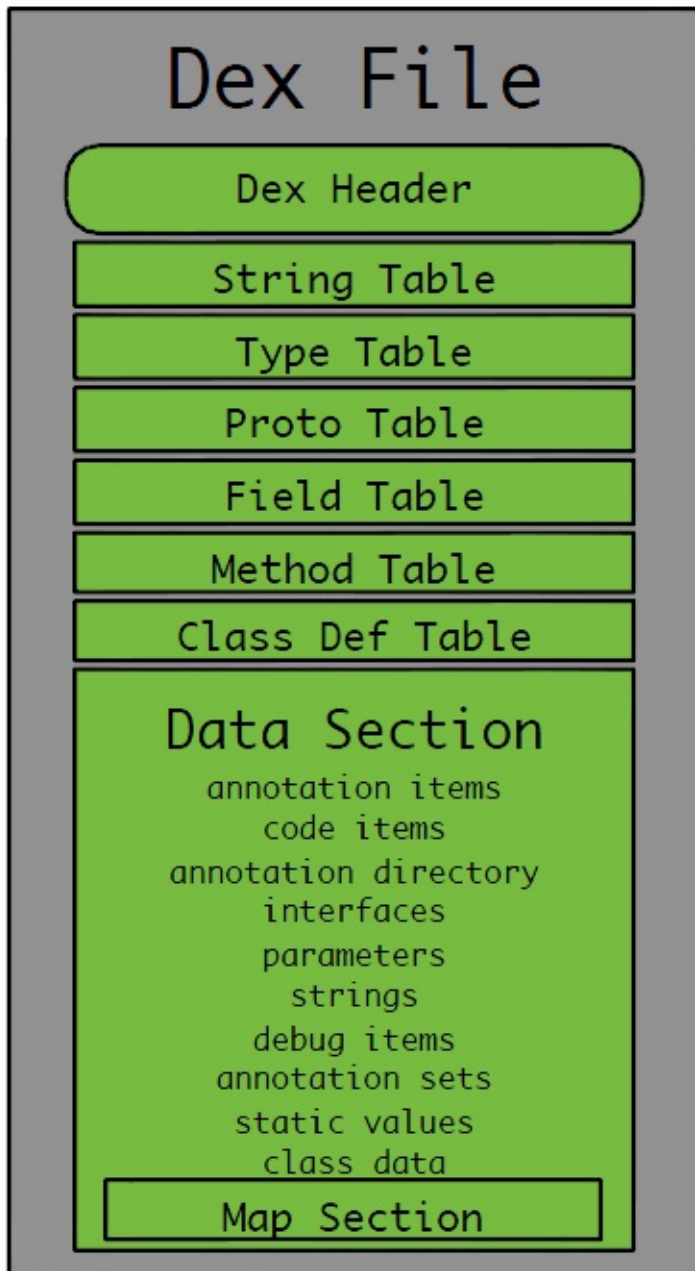 Dex File
Dex Header
String Table
Type Table
Proto Table
Field Table
Method Table
Class Def Table
Data Section
annotation items
code items
annotation directory
interfaces
parameters
strings
debug items
annotation sets
static values
class data
Map Section